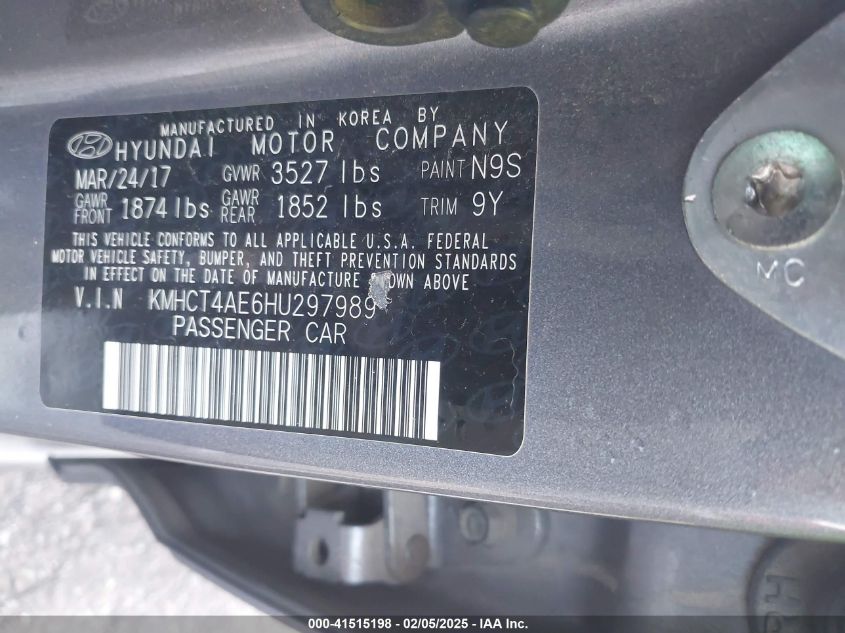 MANUFACTURED IN KOREA BY
HYUNDAI MOTOR COMPANY
MAR/24/17 GVWR 3527 lbs PAINT N9S
GAWR FRONT 1874 lbs GAWR REAR 1852 lbs TRIM 9Y
THIS VEHICLE CONFORMS TO ALL APPLICABLE U.S.A. FEDERAL
MOTOR VEHICLE SAFETY, BUMPER, AND THEFT PREVENTION STANDARDS
IN EFFECT ON THE DATE OF MANUFACTURE OWN ABOVE
V.I.N KMHCT4AE6HU297989
PASSENGER CAR
MC
RH
000-41515198 - 02/05/2025 - IAA Inc.